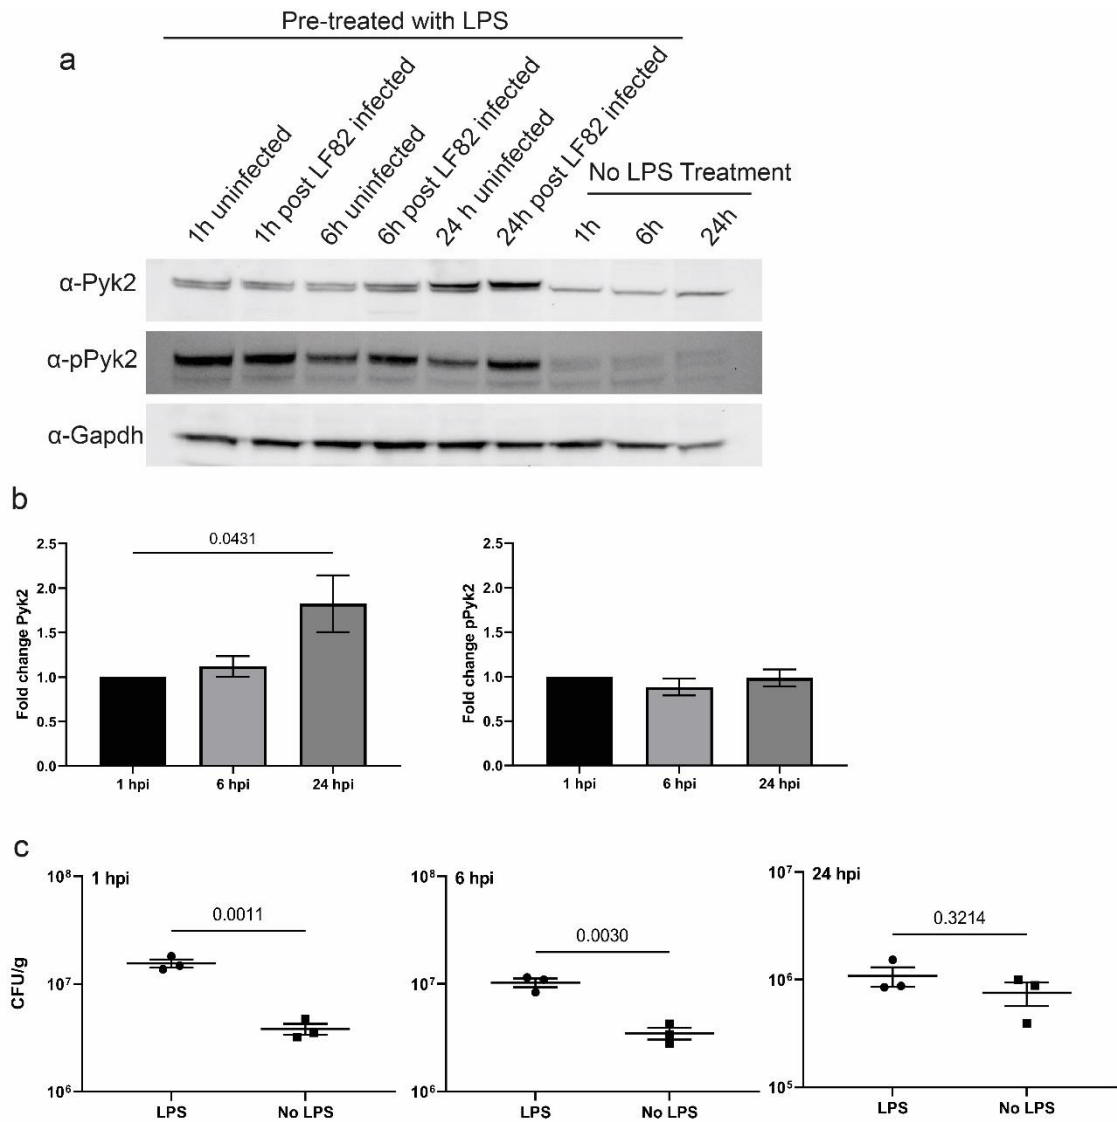 Pre-treated with LPS
a
1h uninfected
1h post LF82 infected
6h uninfected
6h post LF82 infected
24 h uninfected
24h post LF82 infected
No LPS Treatment
1h
6h
24h
α-Pyk2
α-pPyk2
α-Gapdh
b
0.0431
Fold change Pyk2
2.5
2.0
1.5
1.0
0.5
0.0
1 hpi 6 hpi 24 hpi
Fold change pPyk2
2.5
2.0
1.5
1.0
0.5
0.0
1 hpi 6 hpi 24 hpi
c
CFU/g
10⁸
10⁷
10⁶
1 hpi
0.0011
LPS No LPS
10⁸
10⁷
10⁶
6 hpi
0.0030
LPS No LPS
10⁷
10⁶
10⁵
24 hpi
0.3214
LPS No LPS